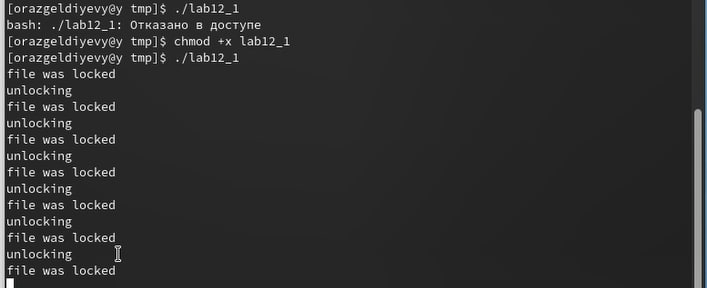 [orazgeldiyevy@y tmp]$ ./lab12_1
bash: ./lab12_1: Отказано в доступе
[orazgeldiyevy@y tmp]$ chmod +x lab12_1
[orazgeldiyevy@y tmp]$ ./lab12_1
file was locked
unlocking
file was locked
unlocking
file was locked
unlocking
file was locked
unlocking
file was locked
unlocking
file was locked
unlocking
file was locked